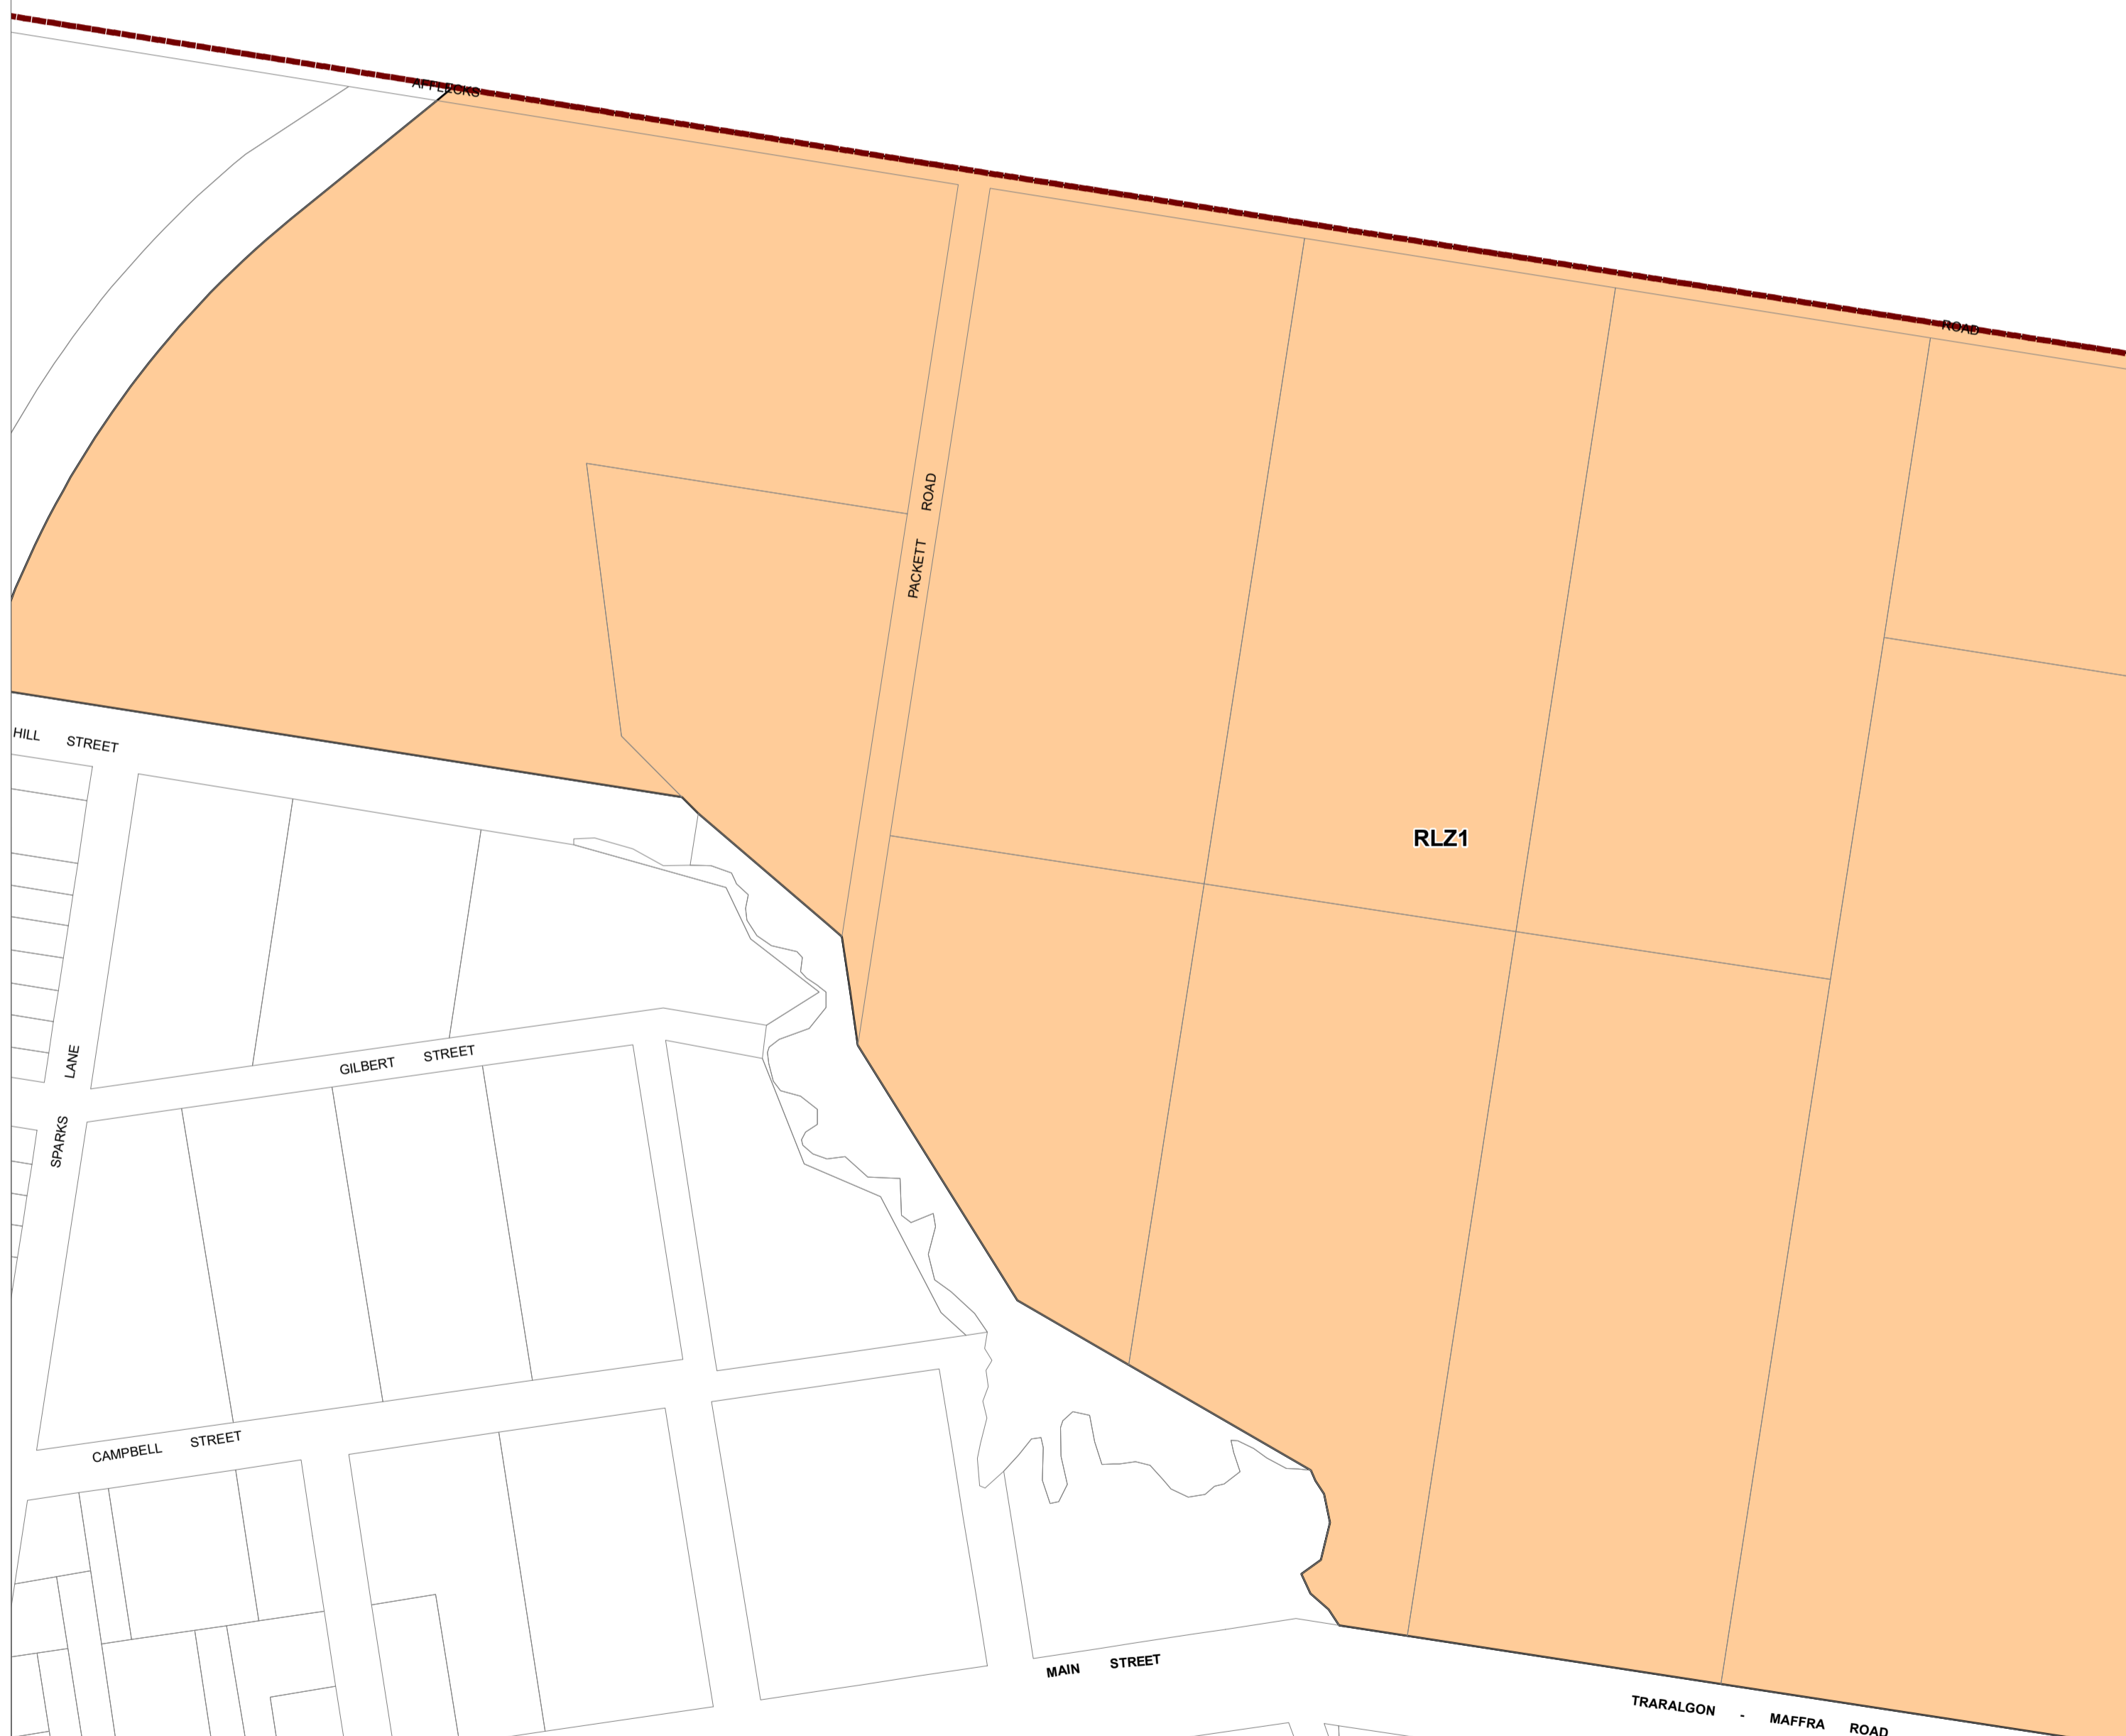 AFFLECKS ROAD
PACKETT ROAD
HILL STREET
RLZ1
SPARKS LANE
GILBERT STREET
CAMPBELL STREET
MAIN STREET
TRARALGON - MAFFRA ROAD